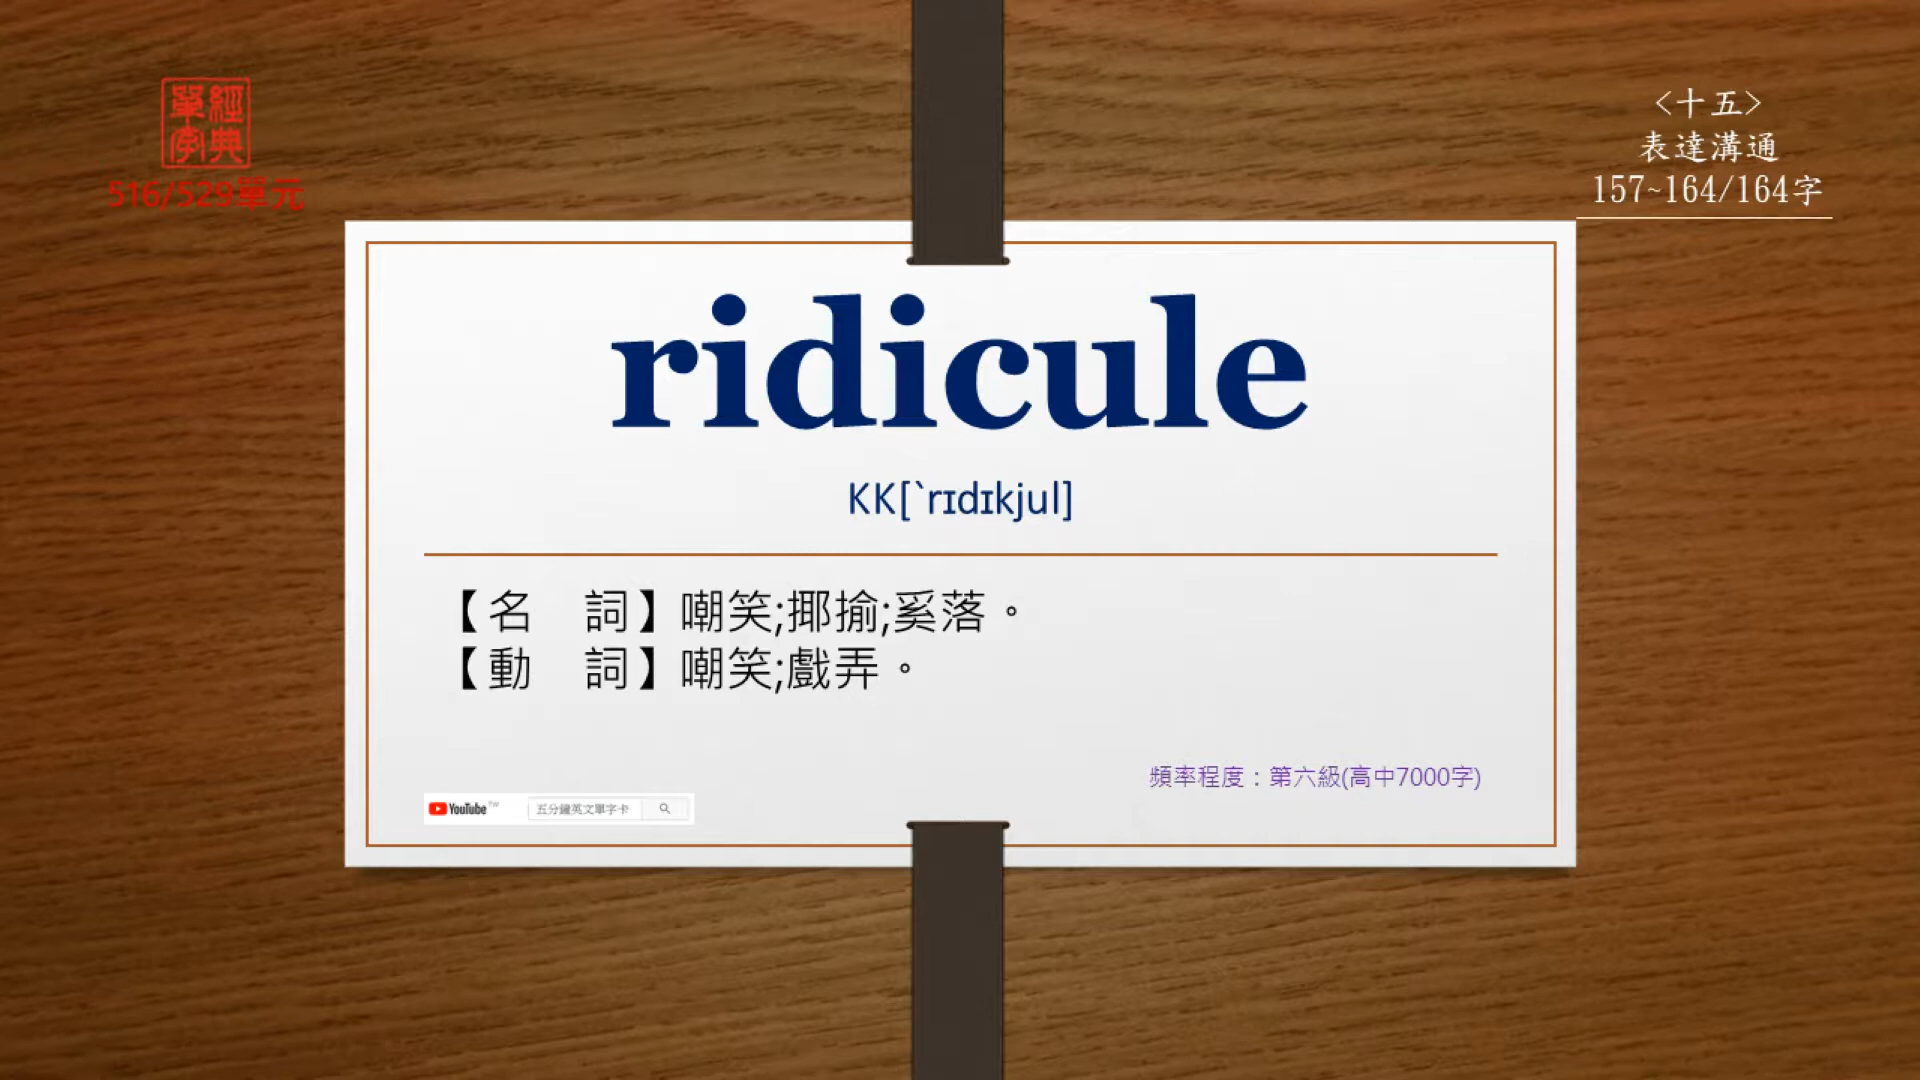 經典
單字
516/529單元
<十五>
表達溝通
157~164/164字
ridicule
KK[`rɪdɪkjul]
【名　詞】嘲笑;揶揄;奚落。
【動　詞】嘲笑;戲弄。
頻率程度：第六級(高中7000字)
YouTube TW
五分鐘英文單字卡